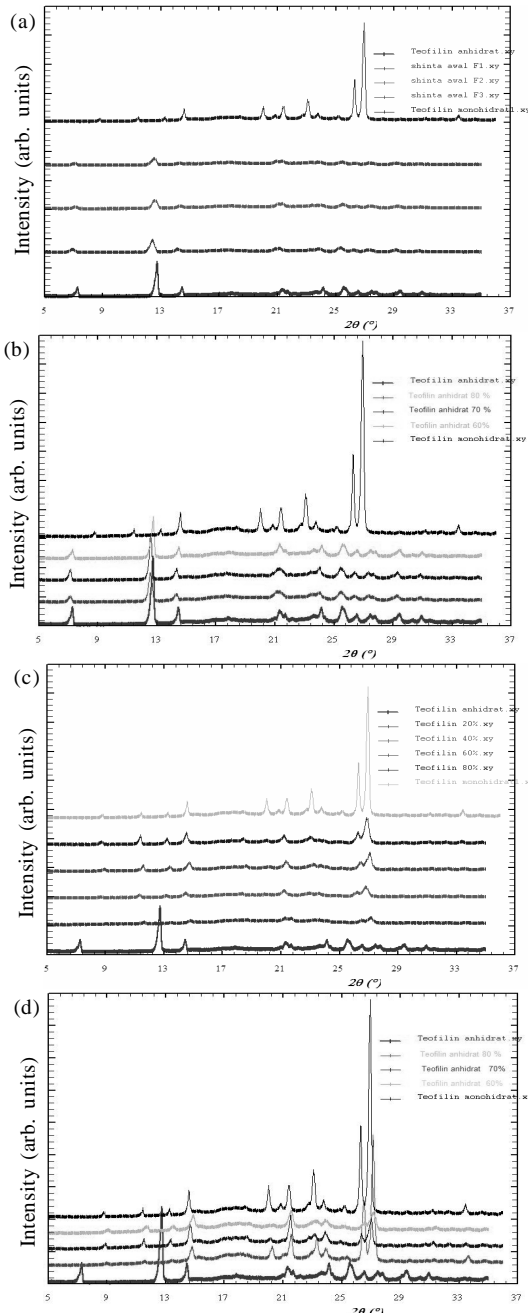 (a)
Intensity (arb. units)
Teofilin anhidrat.xy
shinta awal F1.xy
shinta awal F2.xy
shinta awal F3.xy
Teofilin monohidrat1.xy
5 9 13 17 21 25 29 33 37
2θ (°)
(b)
Intensity (arb. units)
Teofilin anhidrat.xy
Teofilin anhidrat 80 %
Teofilin anhidrat 70 %
Teofilin anhidrat 60%
Teofilin monohidrat.xy
5 9 13 17 21 25 29 33 37
2θ (°)
(c)
Intensity (arb. units)
Teofilin anhidrat.xy
Teofilin 20%.xy
Teofilin 40%.xy
Teofilin 60%.xy
Teofilin 80%.xy
Teofilin monohidrat.x
5 9 13 17 21 25 29 33 37
2θ (°)
(d)
Intensity (arb. units)
Teofilin anhidrat.xy
Teofilin anhidrat 80 %
Teofilin anhidrat 70%
Teofilin anhidrat 60%
Teofilin monohidrat.x
5 9 13 17 21 25 29 33 37
2θ (°)